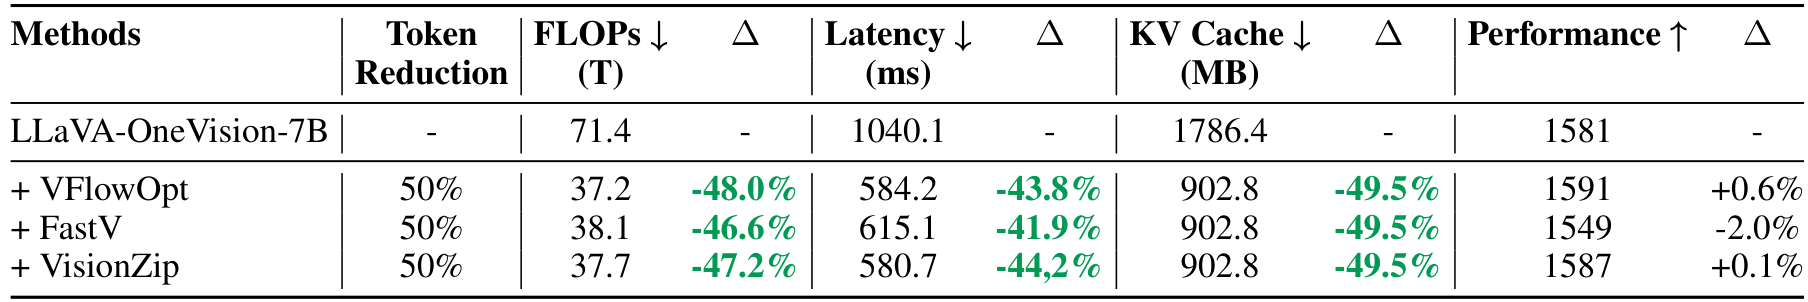 Methods Token FLOPs ↓ Δ Latency ↓ Δ KV Cache ↓ Δ Performance ↑ Δ
Reduction (T) (ms) (MB)
LLaVA-OneVision-7B - 71.4 - 1040.1 - 1786.4 - 1581 -
+ VFlowOpt 50% 37.2 -48.0% 584.2 -43.8% 902.8 -49.5% 1591 +0.6%
+ FastV 50% 38.1 -46.6% 615.1 -41.9% 902.8 -49.5% 1549 -2.0%
+ VisionZip 50% 37.7 -47.2% 580.7 -44,2% 902.8 -49.5% 1587 +0.1%